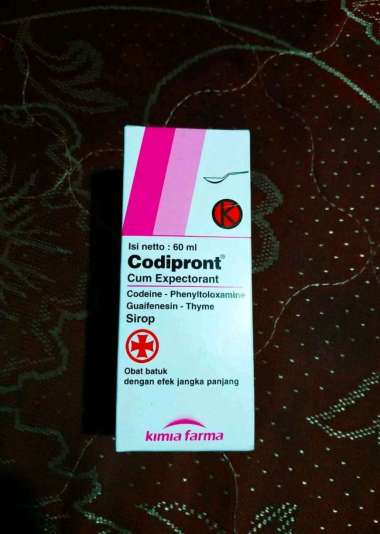 K
Isi netto : 60 ml
Codipront®
Cum Expectorant
Codeine - Phenyltoloxamine
Guaifenesin - Thyme
Sirop
Obat batuk
dengan efek jangka panjang
kimia farma